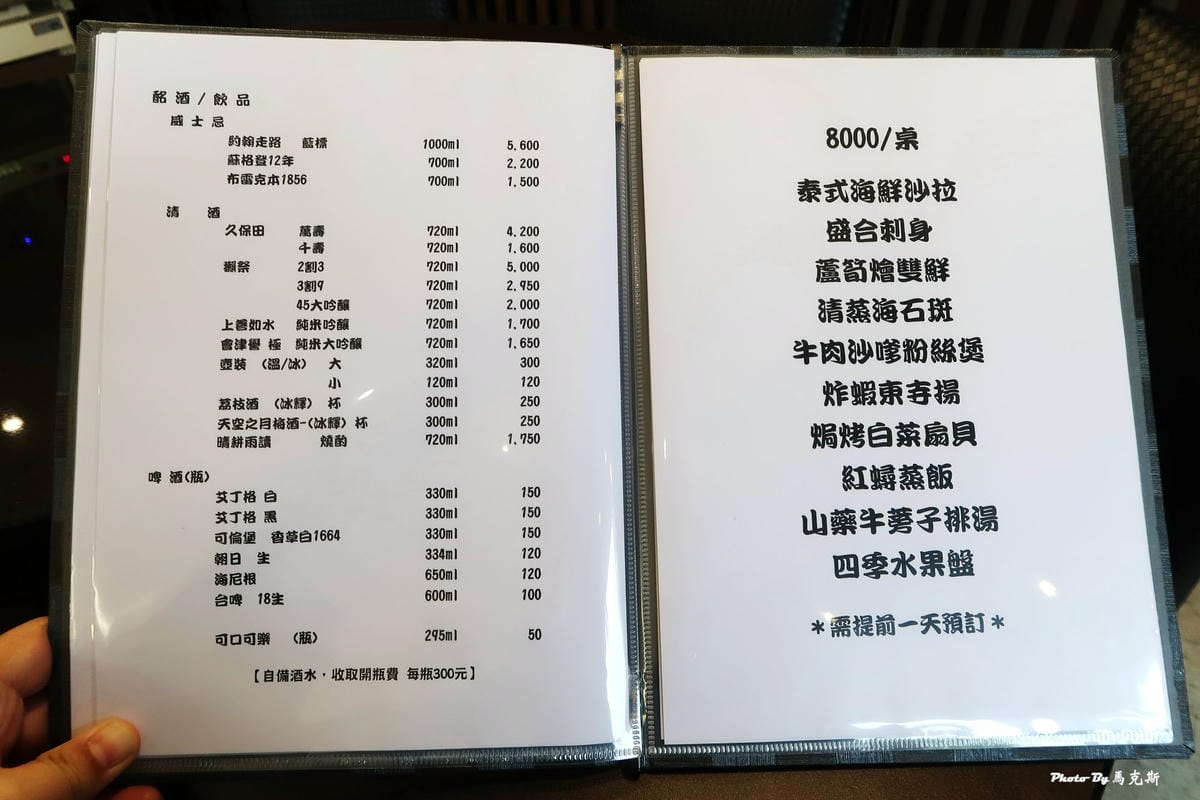 酩酒/飲品
威士忌
約翰走路 藍標 1000ml 5,600
蘇格登12年 700ml 2,200
布雷克本1856 700ml 1,500
清 酒
久保田 萬壽 720ml 4,200
千壽 720ml 1,600
獺祭 2割3 720ml 5,000
3割9 720ml 2,950
45大吟釀 720ml 2,000
上善如水 純米吟釀 720ml 1,700
會津譽 極 純米大吟釀 720ml 1,650
壺裝 (溫/冰) 大 320ml 300
小 120ml 120
荔枝酒 (冰輝) 杯 300ml 250
天空之月梅酒-(冰輝) 杯 300ml 250
晴耕雨讀 燒酌 720ml 1,750
啤酒(瓶)
艾丁格 白 330ml 150
艾丁格 黑 330ml 150
可倫堡 香草白1664 330ml 150
朝日 生 334ml 120
海尼根 650ml 120
台啤 18生 600ml 100
可口可樂 (瓶) 295ml 50
【自備酒水，收取開瓶費 每瓶300元】
8000/桌
泰式海鮮沙拉
盛合刺身
蘆筍燴雙鮮
清蒸海石斑
牛肉沙嗲粉絲煲
炸蝦東寺揚
焗烤白菜扇貝
紅蟳蒸飯
山藥牛蒡子排湯
四季水果盤
＊需提前一天預訂＊
Photo By 馬克斯